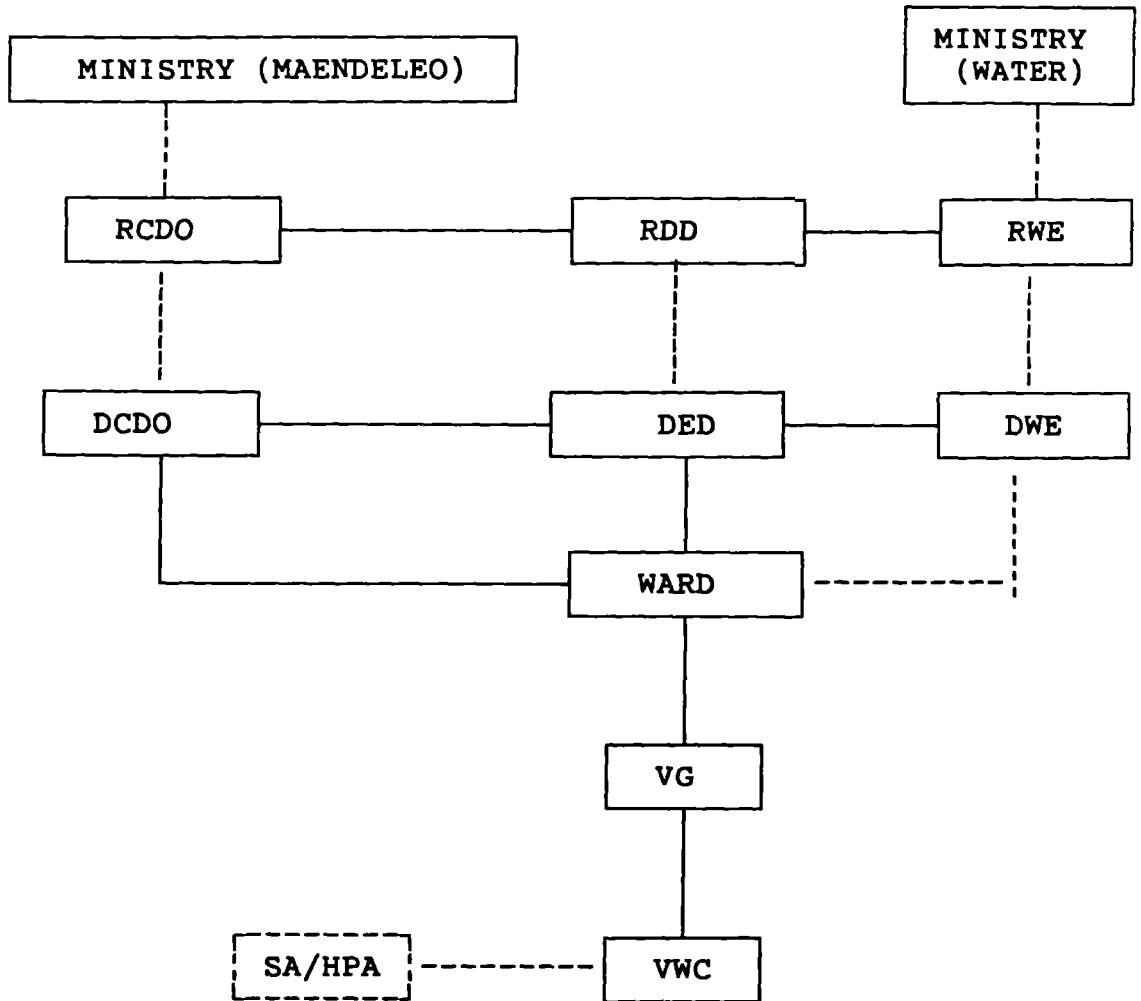 MINISTRY (MAENDELEO)
MINISTRY
(WATER)
RCDO
RDD
RWE
DCDO
DED
DWE
WARD
VG
SA/HPA
VWC